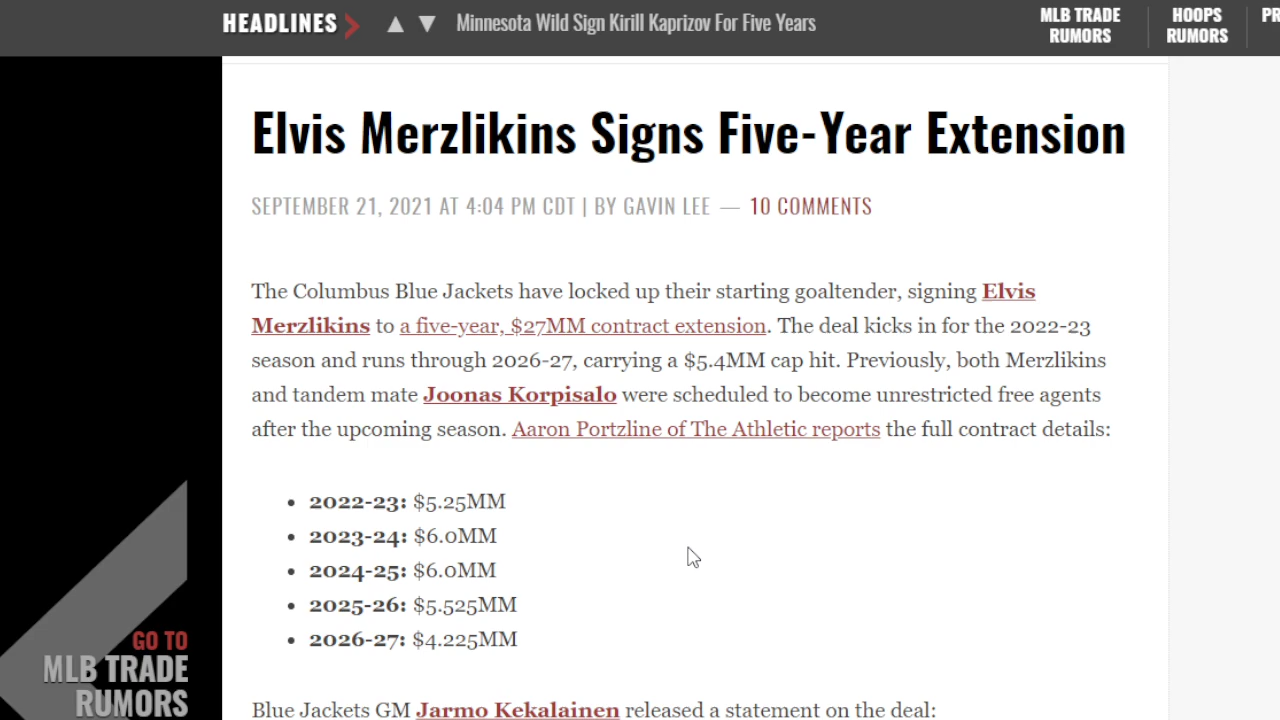 HEADLINES
Minnesota Wild Sign Kirill Kaprizov For Five Years
MLB TRADE
RUMORS
HOOPS
RUMORS
Elvis Merzlikins Signs Five-Year Extension
SEPTEMBER 21, 2021 AT 4:04 PM CDT | BY GAVIN LEE — 10 COMMENTS
The Columbus Blue Jackets have locked up their starting goaltender, signing Elvis
Merzlikins to a five-year, $27MM contract extension. The deal kicks in for the 2022-23
season and runs through 2026-27, carrying a $5.4MM cap hit. Previously, both Merzlikins
and tandem mate Joonas Korpisalo were scheduled to become unrestricted free agents
after the upcoming season. Aaron Portzline of The Athletic reports the full contract details:
• 2022-23: $5.25MM
• 2023-24: $6.0MM
• 2024-25: $6.0MM
• 2025-26: $5.525MM
• 2026-27: $4.225MM
GO TO
MLB TRADE
RUMORS
Blue Jackets GM Jarmo Kekalainen released a statement on the deal: